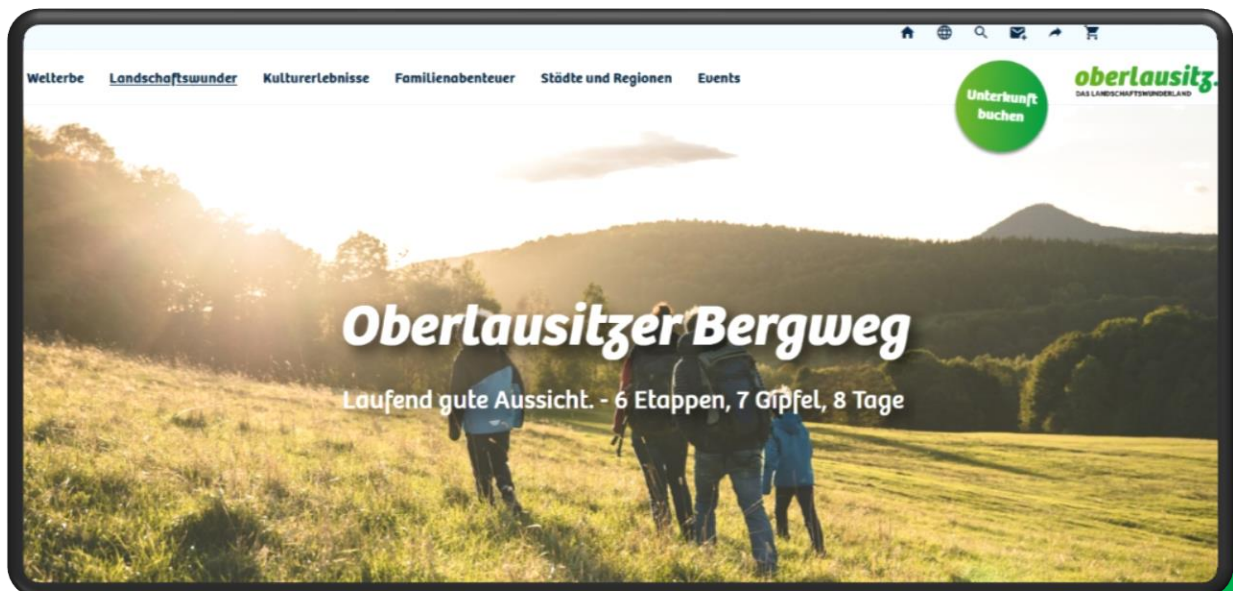 Welterbe Landschaftswunder Kulturerlebnisse Familienabenteuer Städte und Regionen Events
Unterkunft
buchen
oberlausitz.
DAS LANDSCHAFTSWUNDERLAND
Oberlausitzer Bergweg
Laufend gute Aussicht. - 6 Etappen, 7 Gipfel, 8 Tage